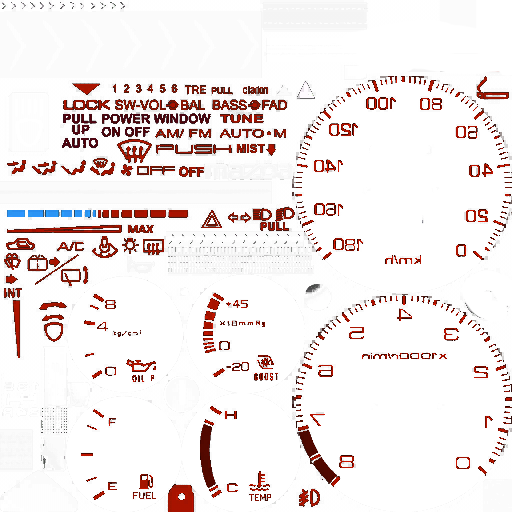 1 2 3 4 5 6 TRE PULL clarion
LOCK SW-VOL BAL BASS FAD
PULL POWER WINDOW TUNE
UP ON OFF AM/FM AUTO•M
AUTO PUSH MIST
OFF OFF
MAX
PULL
A/C
INT
100 80
120 60
140 40
160 20
180 0
km/h
8
4
kg/cm²
0
OIL P
+45
X10mmHg
0
-20
BOOST
4
5 3
6 2
7 1
8 0
x1000r/min
F
E
FUEL
H
C
TEMP